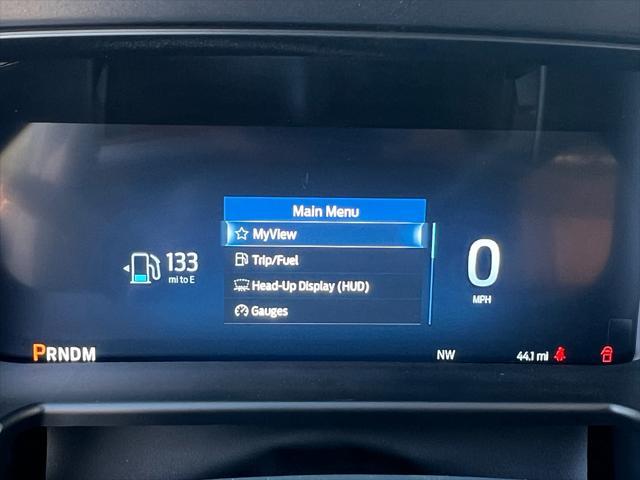 Main Menu
MyView
Trip/Fuel
Head-Up Display (HUD)
Gauges
133
mi to E
0
MPH
PRNDM
NW
44.1 mi